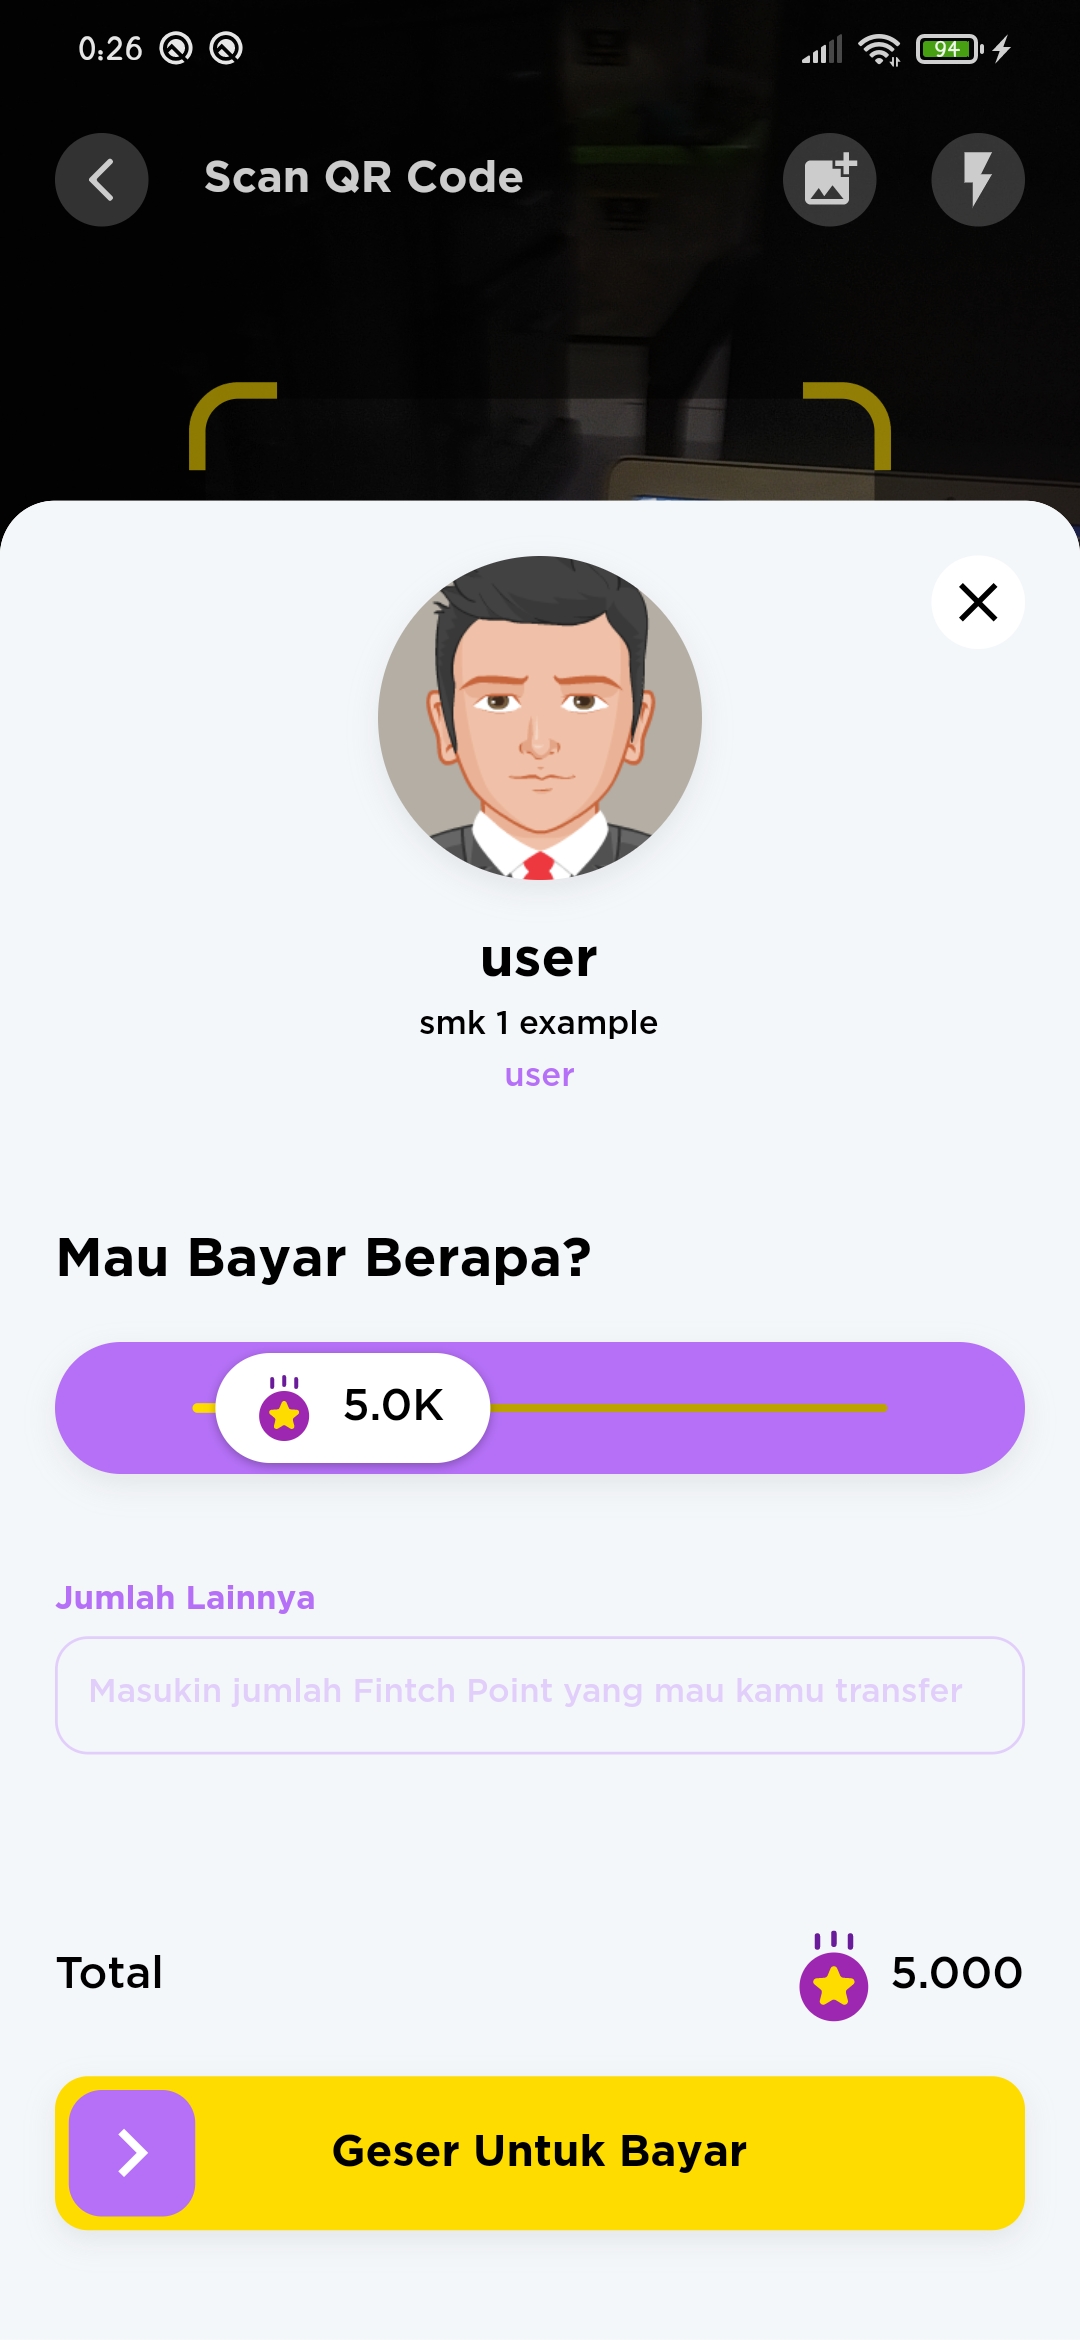 0:26
94
Scan QR Code
user
smk 1 example
user
Mau Bayar Berapa?
5.0K
Jumlah Lainnya
Masukin jumlah Fintch Point yang mau kamu transfer
Total
5.000
Geser Untuk Bayar